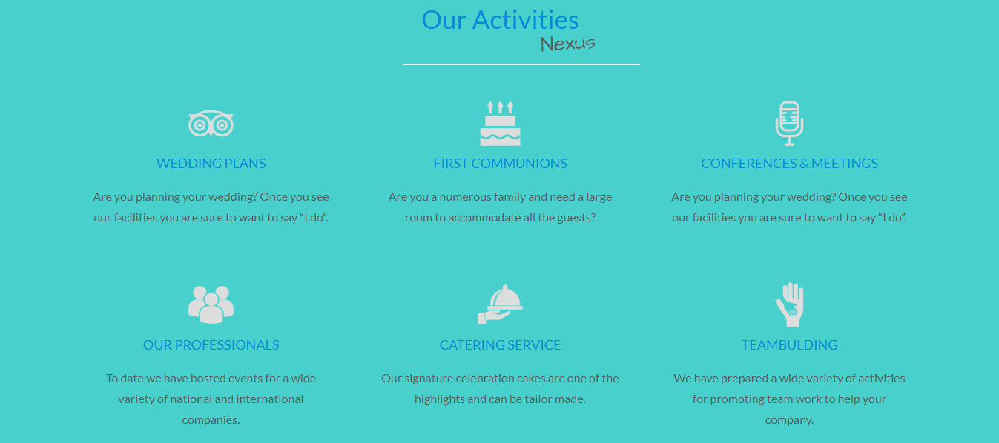 Our Activities
Nexus
WEDDING PLANS
Are you planning your wedding? Once you see
our facilities you are sure to want to say “I do”.
FIRST COMMUNIONS
Are you a numerous family and need a large
room to accommodate all the guests?
CONFERENCES & MEETINGS
Are you planning your wedding? Once you see
our facilities you are sure to want to say “I do”.
OUR PROFESSIONALS
To date we have hosted events for a wide
variety of national and international
companies.
CATERING SERVICE
Our signature celebration cakes are one of the
highlights and can be tailor made.
TEAMBULDING
We have prepared a wide variety of activities
for promoting team work to help your
company.